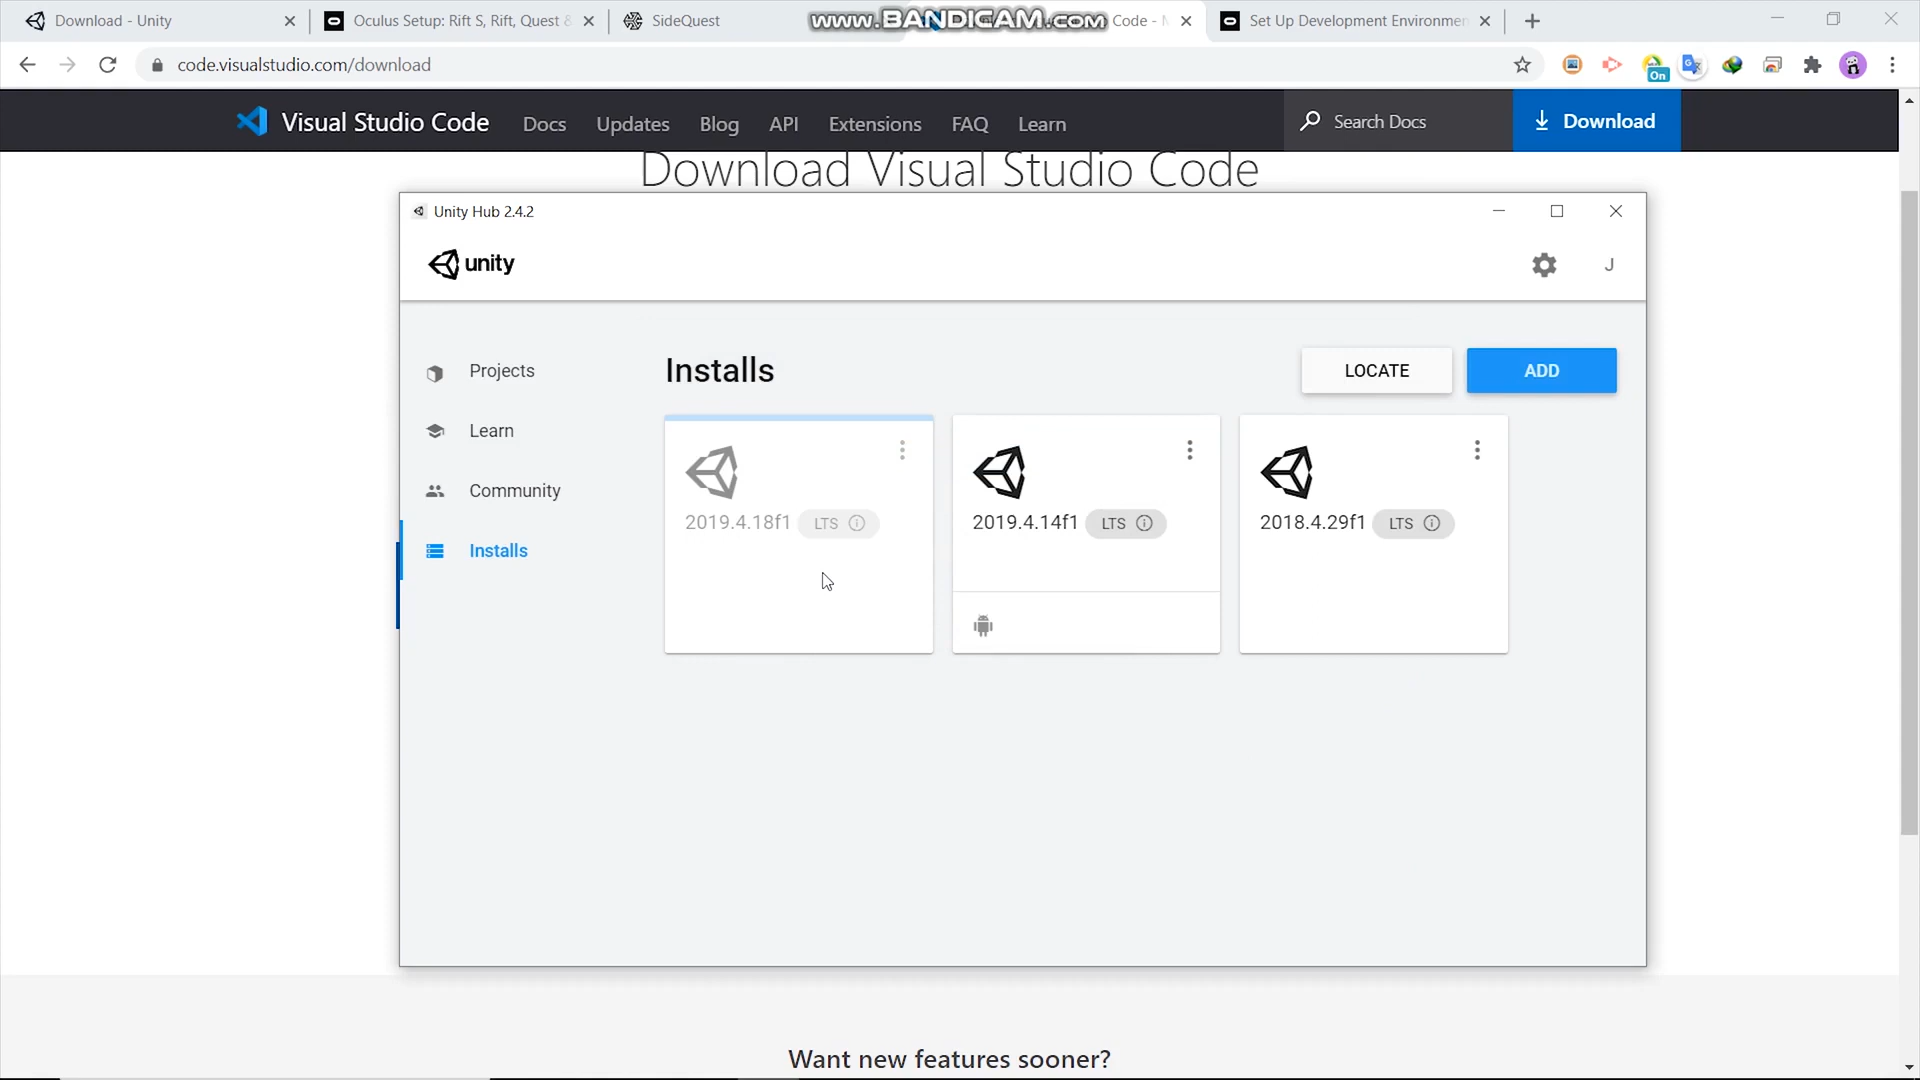 Download - Unity
Oculus Setup: Rift S, Rift, Quest &
SideQuest
www.BANDICAM.com
Code - M
Set Up Development Environmen
code.visualstudio.com/download
On
Visual Studio Code
Docs
Updates
Blog
API
Extensions
FAQ
Learn
Search Docs
Download
Download Visual Studio Code
Unity Hub 2.4.2
unity
J
Projects
Learn
Community
Installs
Installs
LOCATE
ADD
2019.4.18f1 LTS
2019.4.14f1 LTS
2018.4.29f1 LTS
Want new features sooner?